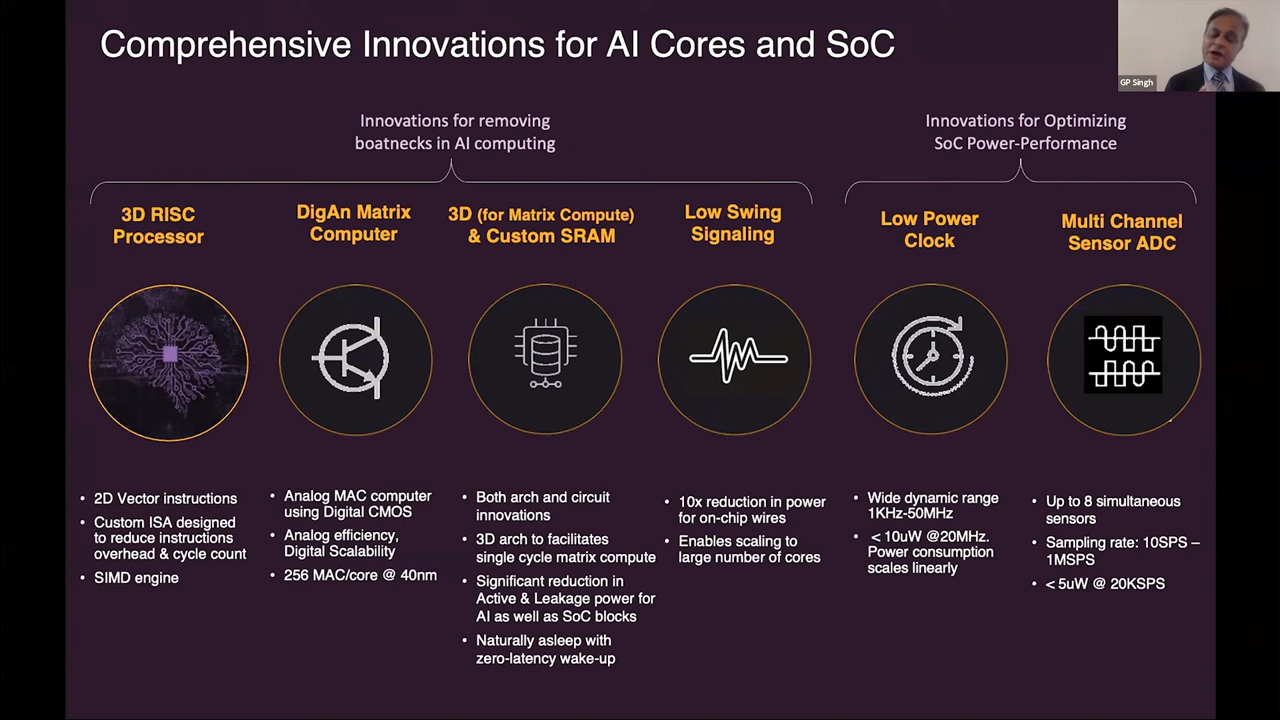 Comprehensive Innovations for AI Cores and SoC
GP Singh
Innovations for removing
boatnecks in AI computing
Innovations for Optimizing
SoC Power-Performance
3D RISC
Processor
DigAn Matrix
Computer
3D (for Matrix Compute)
& Custom SRAM
Low Swing
Signaling
Low Power
Clock
Multi Channel
Sensor ADC
• 2D Vector instructions
• Custom ISA designed
to reduce instructions
overhead & cycle count
• SIMD engine
• Analog MAC computer
using Digital CMOS
• Analog efficiency,
Digital Scalability
• 256 MAC/core @ 40nm
• Both arch and circuit
innovations
• 3D arch to facilitates
single cycle matrix compute
• Significant reduction in
Active & Leakage power for
AI as well as SoC blocks
• Naturally asleep with
zero-latency wake-up
• 10x reduction in power
for on-chip wires
• Enables scaling to
large number of cores
• Wide dynamic range
1KHz-50MHz
• < 10uW @20MHz.
Power consumption
scales linearly
• Up to 8 simultaneous
sensors
• Sampling rate: 10SPS –
1MSPS
• < 5uW @ 20KSPS